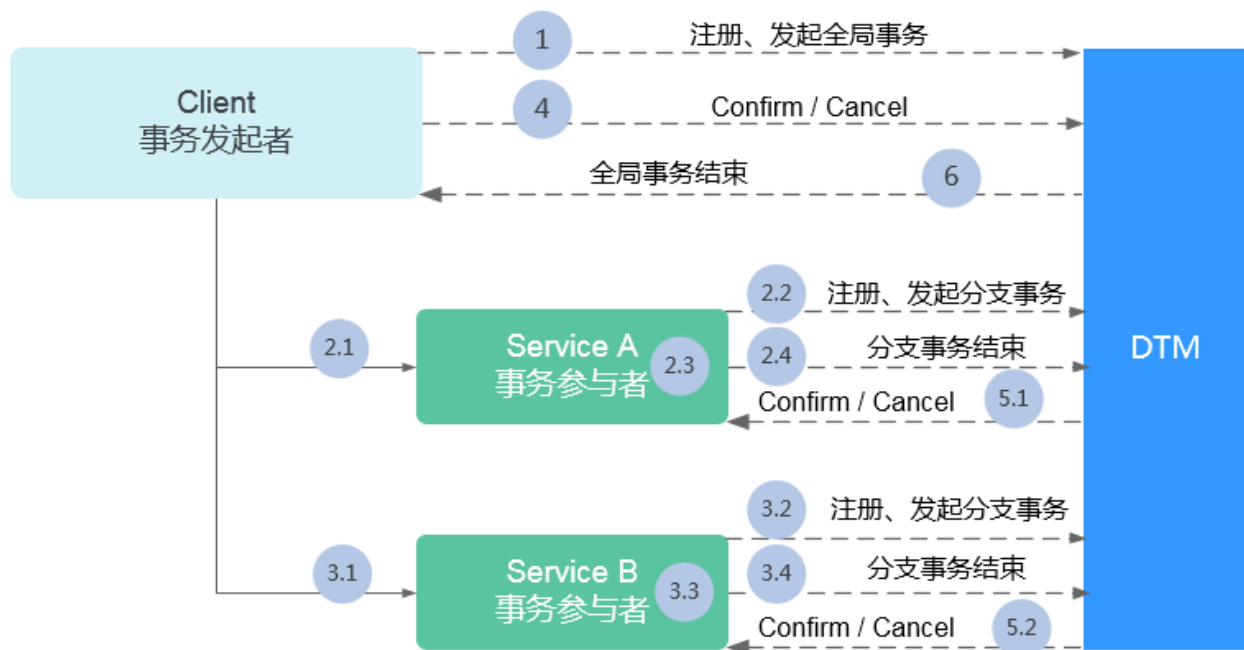 1
注册、发起全局事务
Client
事务发起者
4
Confirm / Cancel
全局事务结束
6
2.2
注册、发起分支事务
2.1
Service A
事务参与者
2.3
2.4
分支事务结束
DTM
Confirm / Cancel
5.1
3.2
注册、发起分支事务
3.1
Service B
事务参与者
3.3
3.4
分支事务结束
Confirm / Cancel
5.2